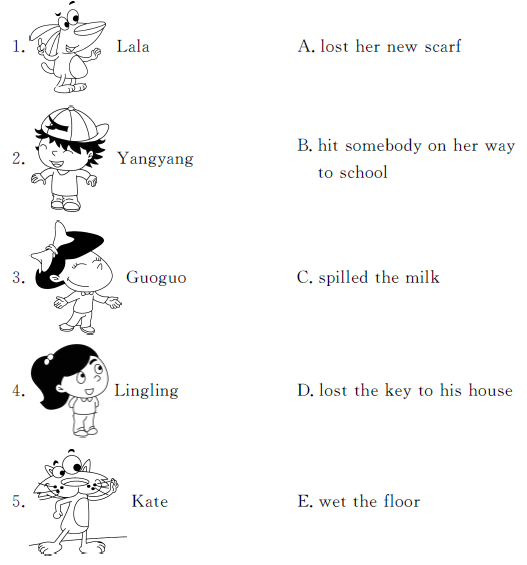 1. Lala A. lost her new scarf
2. Yangyang B. hit somebody on her way
to school
3. Guoguo C. spilled the milk
4. Lingling D. lost the key to his house
5. Kate E. wet the floor